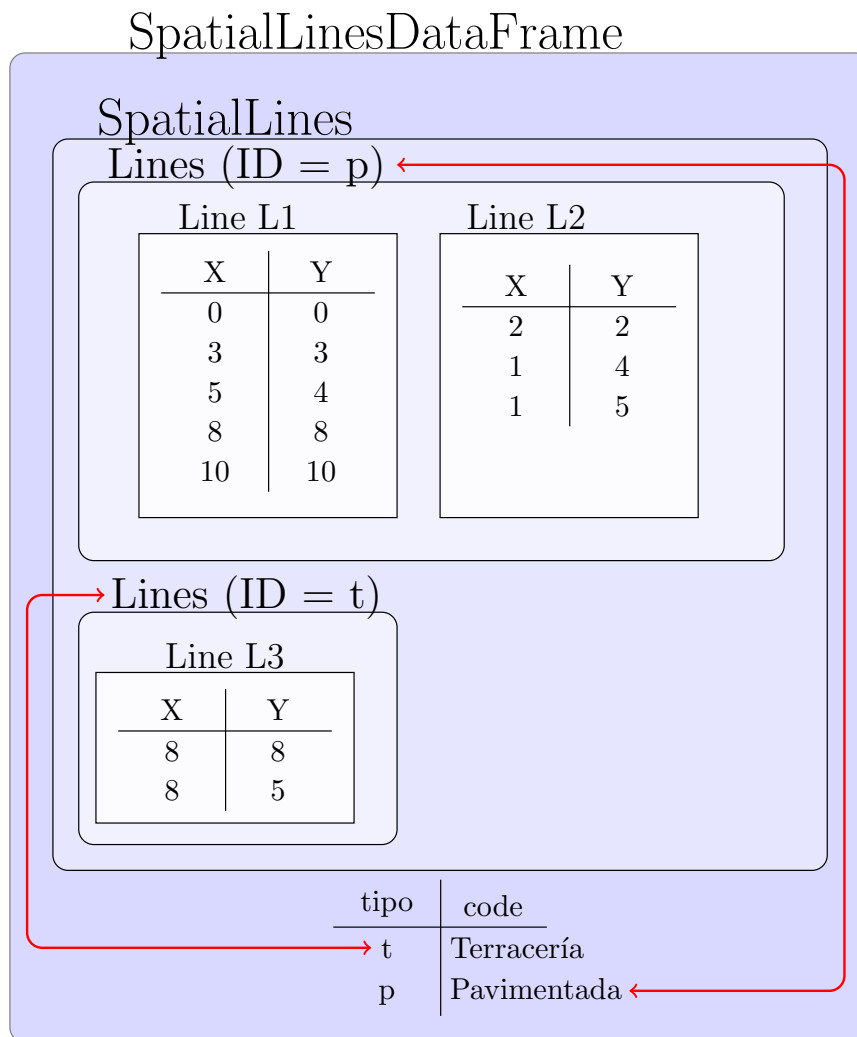 SpatialLinesDataFrame
SpatialLines
Lines (ID = p)
Line L1
X Y
0 0
3 3
5 4
8 8
10 10
Line L2
X Y
2 2
1 4
1 5
Lines (ID = t)
Line L3
X Y
8 8
8 5
tipo code
t Terracería
p Pavimentada